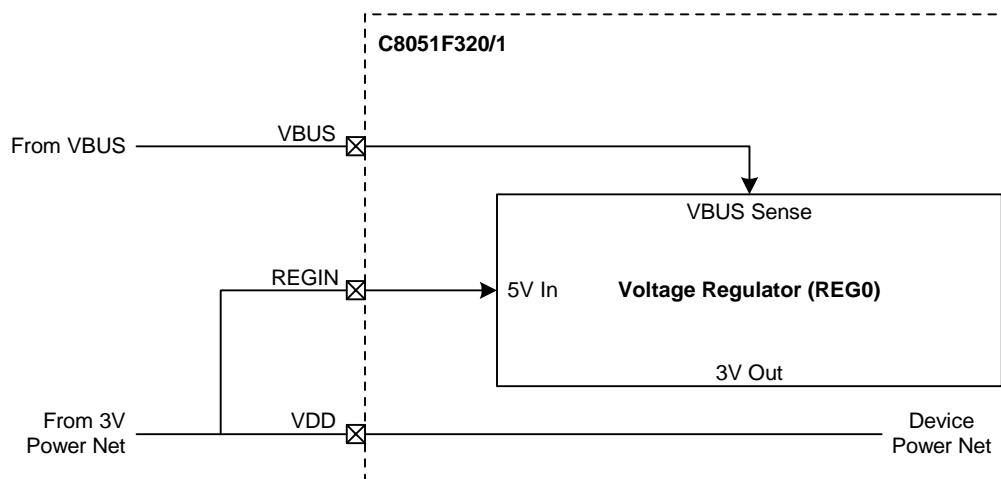 C8051F320/1
From VBUS
VBUS
VBUS Sense
REGIN
5V In
Voltage Regulator (REG0)
3V Out
From 3V
Power Net
VDD
Device
Power Net